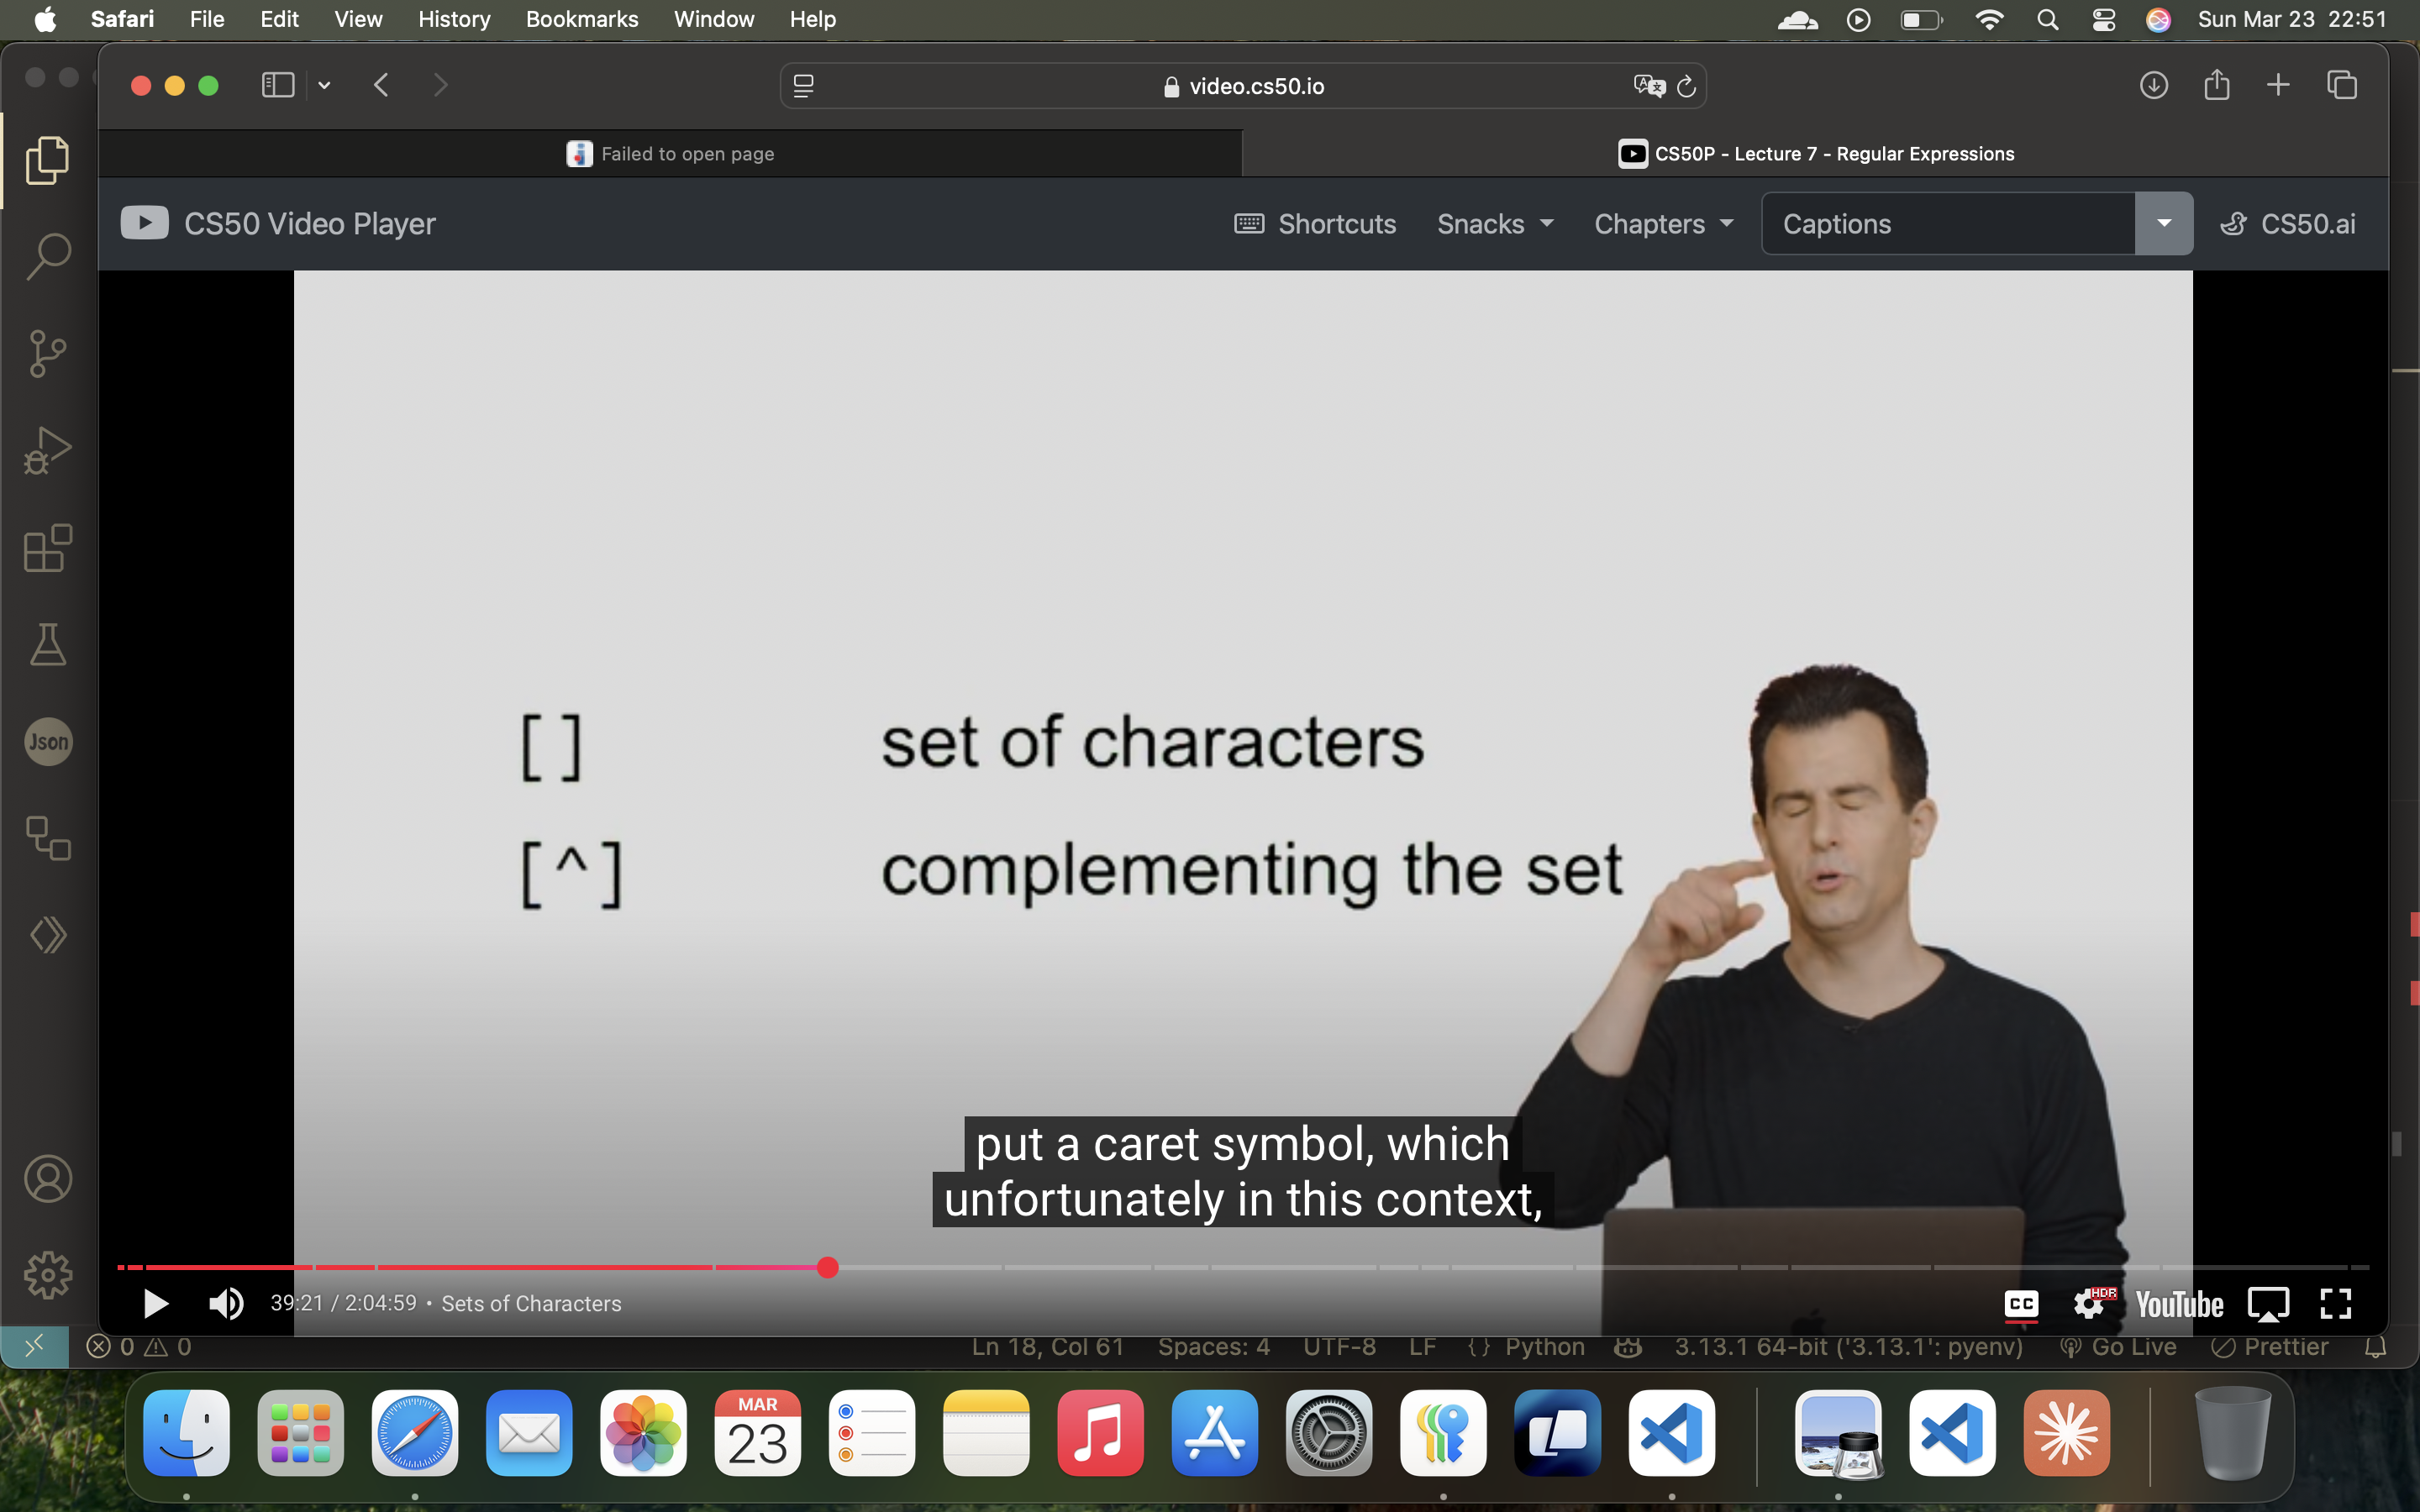 Safari File Edit View History Bookmarks Window Help Sun Mar 23 22:51
video.cs50.io
Failed to open page CS50P - Lecture 7 - Regular Expressions
CS50 Video Player Shortcuts Snacks Chapters Captions CS50.ai
[ ] set of characters
[^] complementing the set
Json
put a caret symbol, which
unfortunately in this context,
39:21 / 2:04:59 • Sets of Characters CC HDR YouTube
0 0 Ln 18, Col 61 Spaces: 4 UTF-8 LF {} Python 3.13.1 64-bit ('3.13.1': pyenv) Go Live Prettier
MAR
23